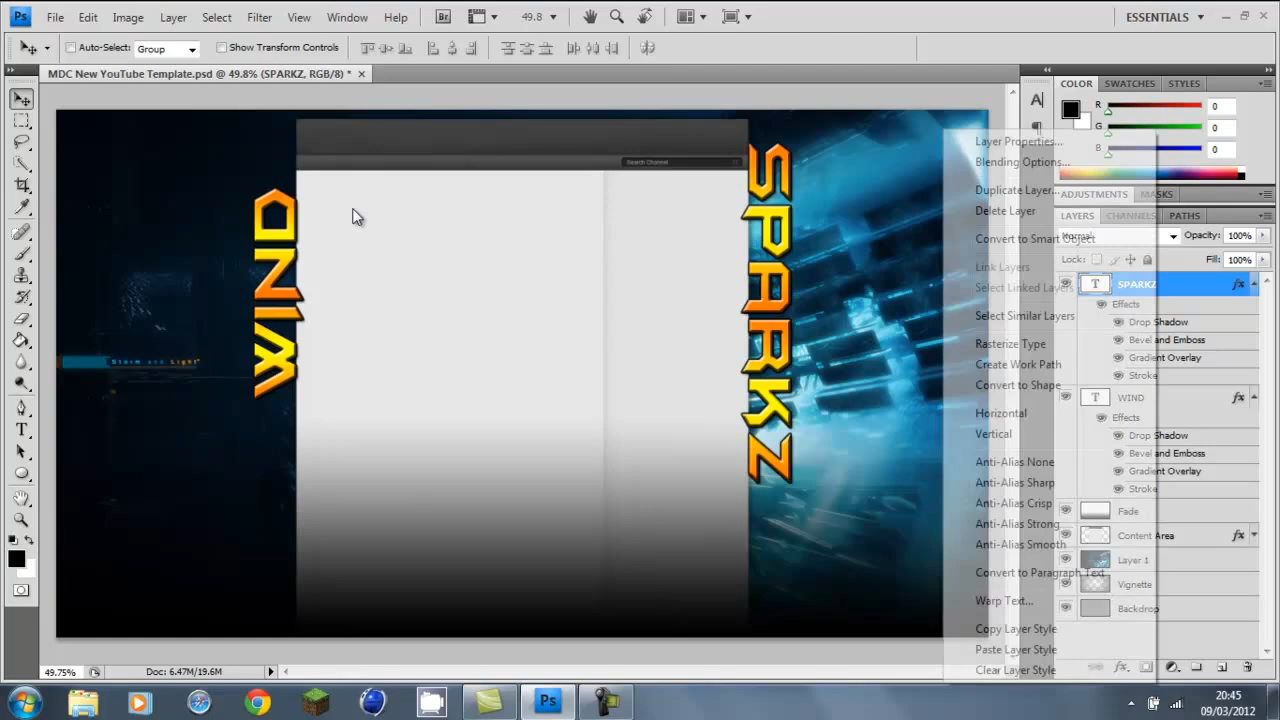 Ps File Edit Image Layer Select Filter View Window Help Br 49.8 ESSENTIALS
Auto-Select: Group Show Transform Controls
MDC New YouTube Template.psd @ 49.8% (SPARKZ, RGB/8) *
COLOR SWATCHES STYLES
R 0
G 0
B 0
ADJUSTMENTS MASKS
LAYERS CHANNELS PATHS
Normal Opacity: 100%
Lock: Fill: 100%
T SPARKZ fx
Effects
Drop Shadow
Bevel and Emboss
Gradient Overlay
Stroke
T WIND fx
Effects
Drop Shadow
Bevel and Emboss
Gradient Overlay
Stroke
Fade
Content Area fx
Layer 1
Vignette
Backdrop
Layer Properties...
Blending Options...
Duplicate Layer...
Delete Layer
Convert to Smart Object
Link Layers
Select Linked Layers
Select Similar Layers
Rasterize Type
Create Work Path
Convert to Shape
Horizontal
Vertical
Anti-Alias None
Anti-Alias Sharp
Anti-Alias Crisp
Anti-Alias Strong
Anti-Alias Smooth
Convert to Paragraph Text
Warp Text...
Copy Layer Style
Paste Layer Style
Clear Layer Style
Search Channel
WIND
SPARKZ
Storm and Light
49.75% Doc: 6.47M/19.6M
Ps
20:45
09/03/2012